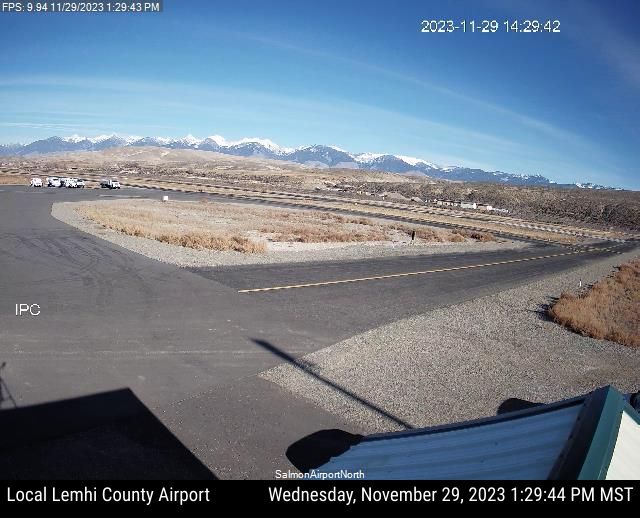 FPS: 9.94 11/29/2023 1:29:43 PM
2023-11-29 14:29:42
IPC
SalmonAirportNorth
Local Lemhi County Airport Wednesday, November 29, 2023 1:29:44 PM MST